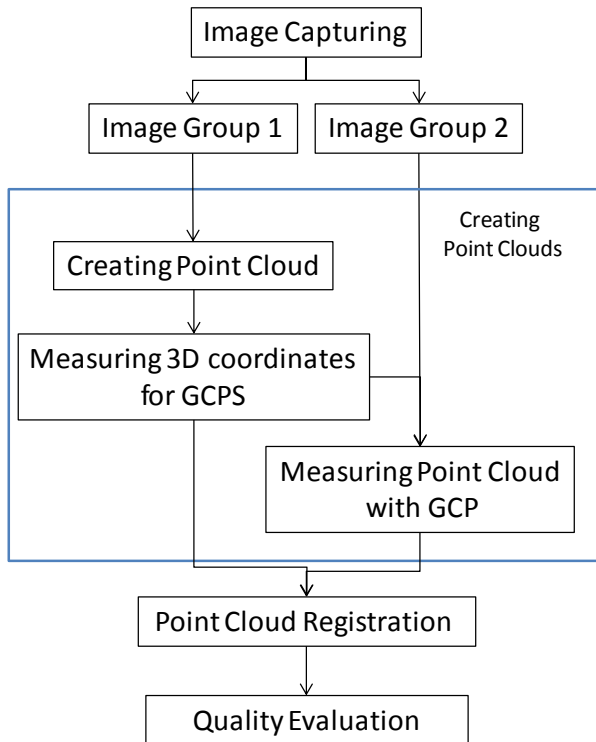 Image Capturing
Image Group 1
Image Group 2
Creating
Point Clouds
Creating Point Cloud
Measuring 3D coordinates
for GCPS
Measuring Point Cloud
with GCP
Point Cloud Registration
Quality Evaluation